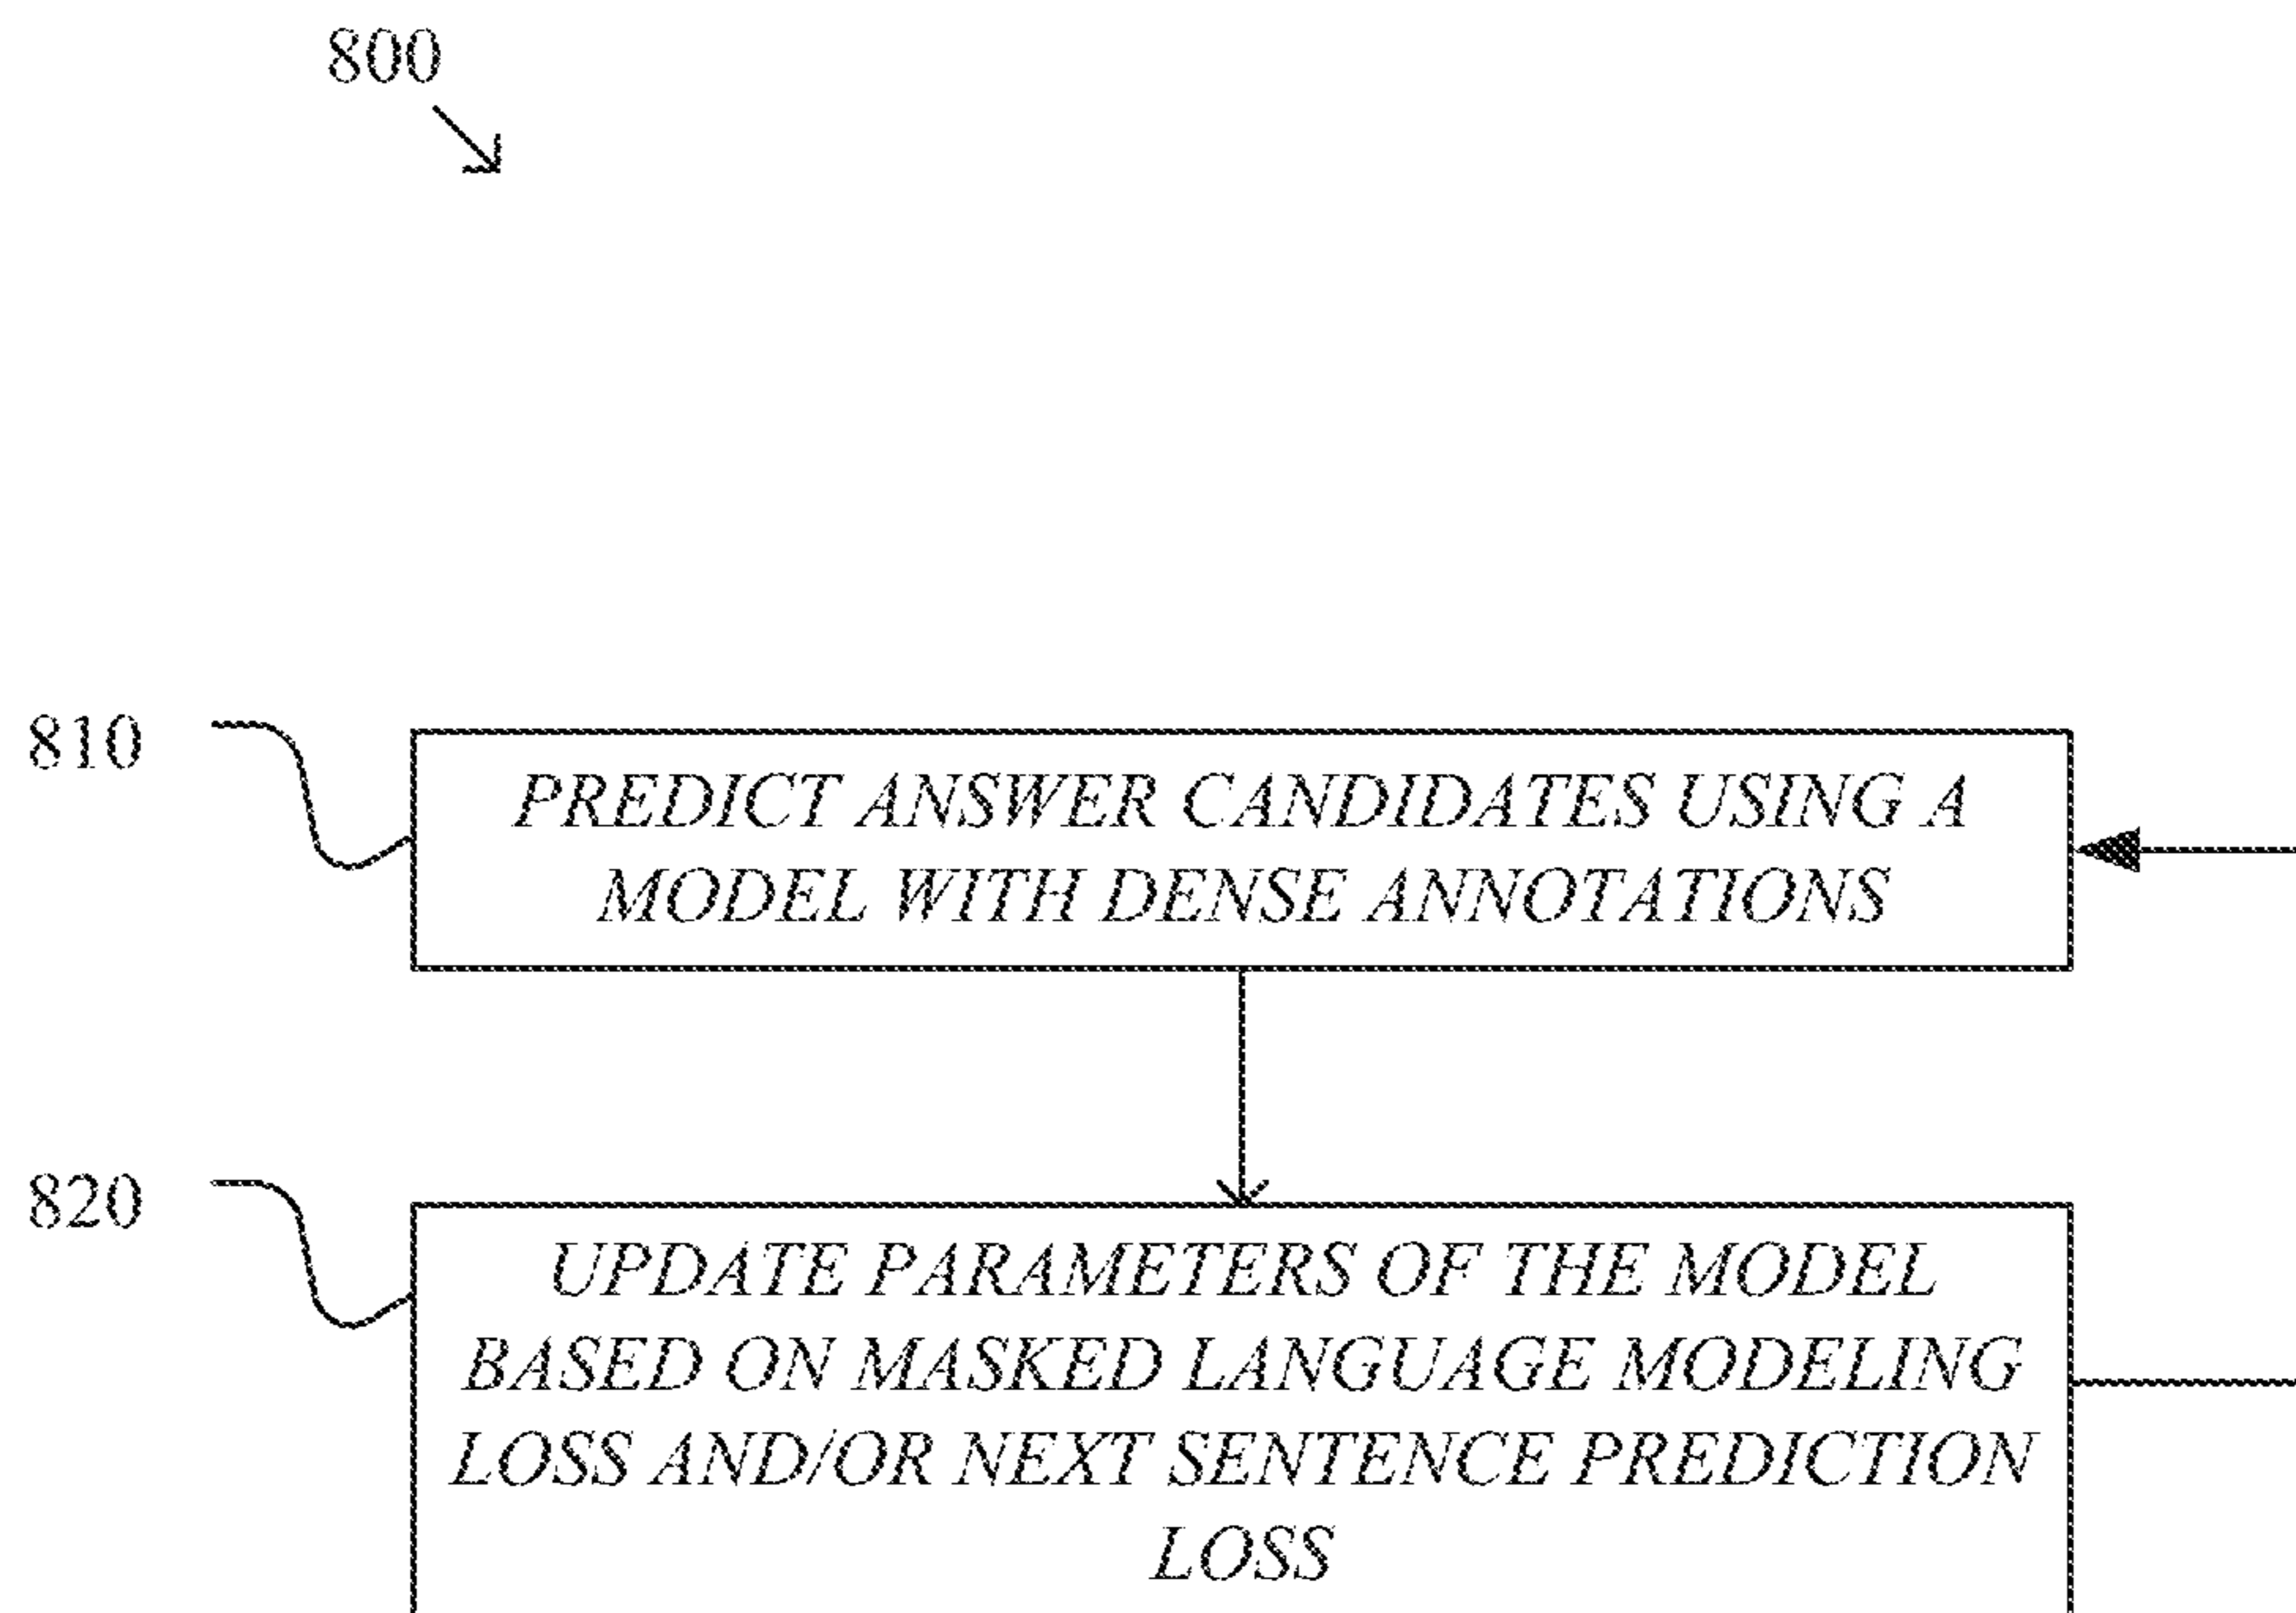 800
810
PREDICT ANSWER CANDIDATES USING A
MODEL WITH DENSE ANNOTATIONS
820
UPDATE PARAMETERS OF THE MODEL
BASED ON MASKED LANGUAGE MODELING
LOSS AND/OR NEXT SENTENCE PREDICTION
LOSS